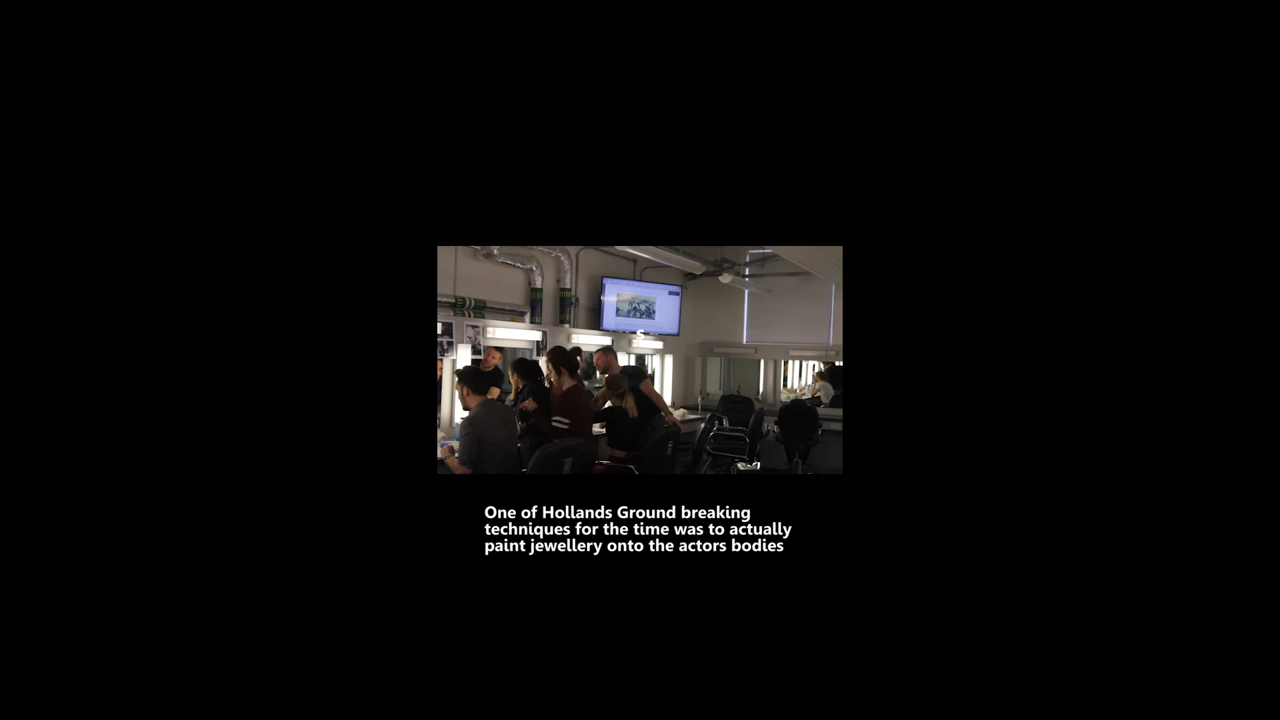 S
One of Hollands Ground breaking
techniques for the time was to actually
paint jewellery onto the actors bodies